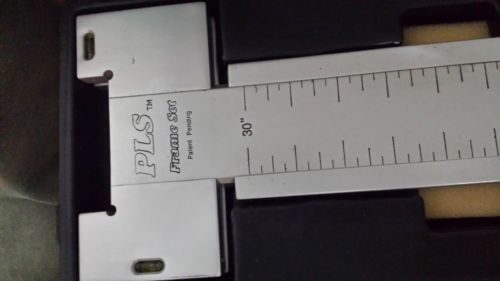 PLS™
Frame Set
Patent Pending
30"